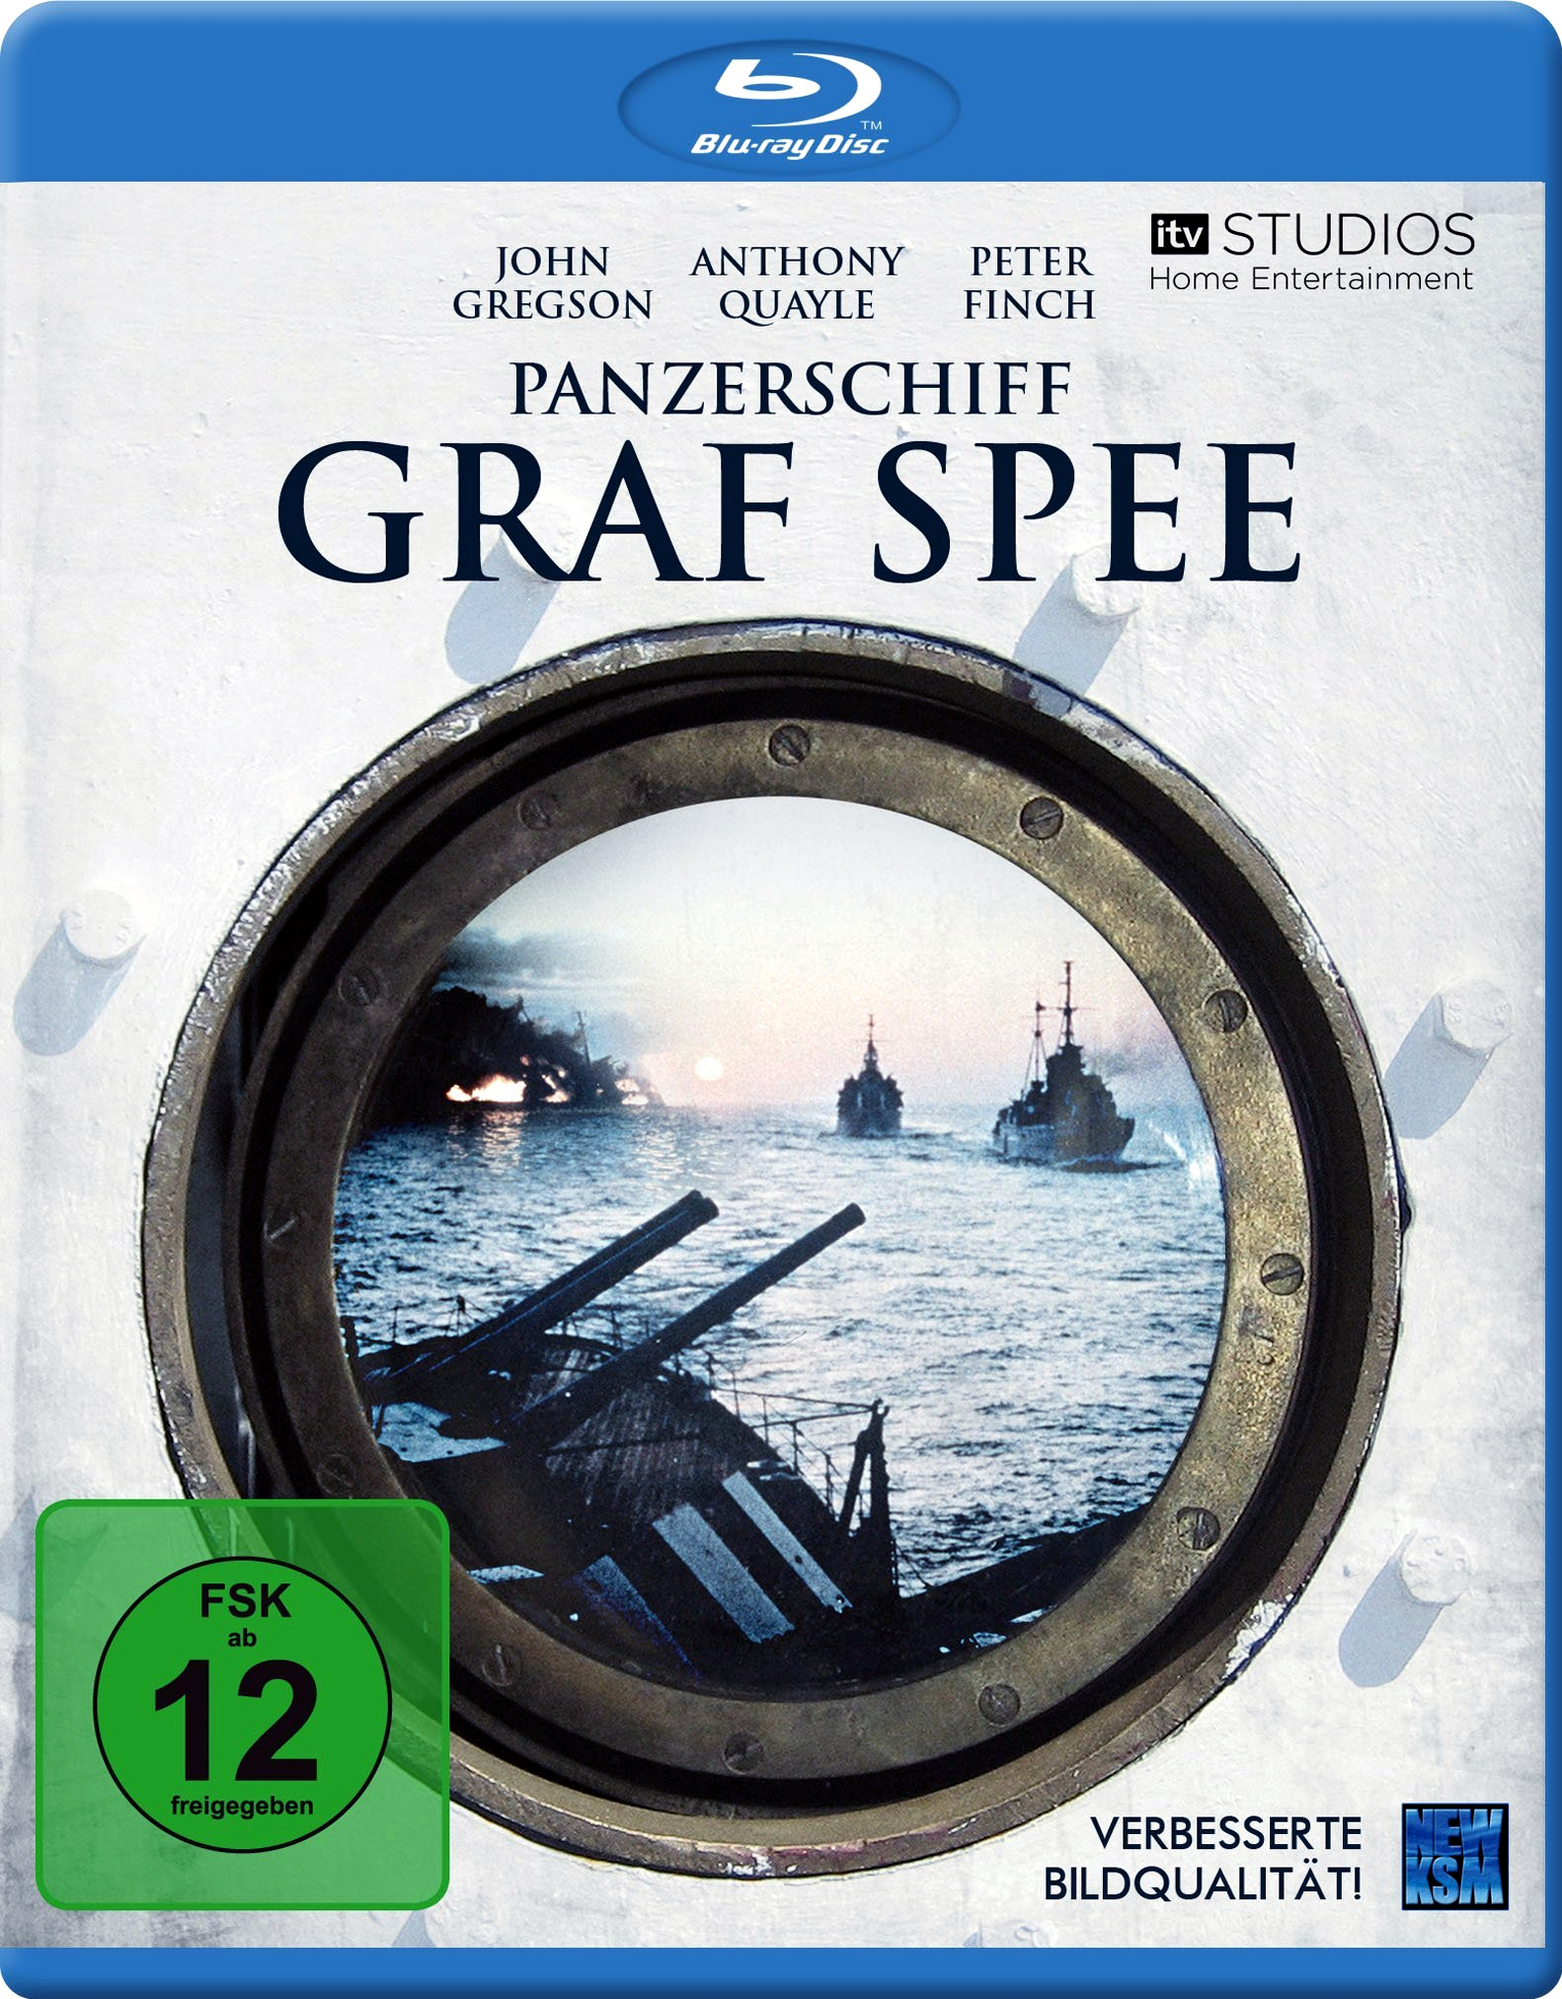 Blu-ray Disc™
itv STUDIOS
Home Entertainment
JOHN GREGSON
ANTHONY QUAYLE
PETER FINCH
PANZERSCHIFF
GRAF SPEE
FSK
ab
12
freigegeben
VERBESSERTE
BILDQUALITÄT!
NEW
KSM